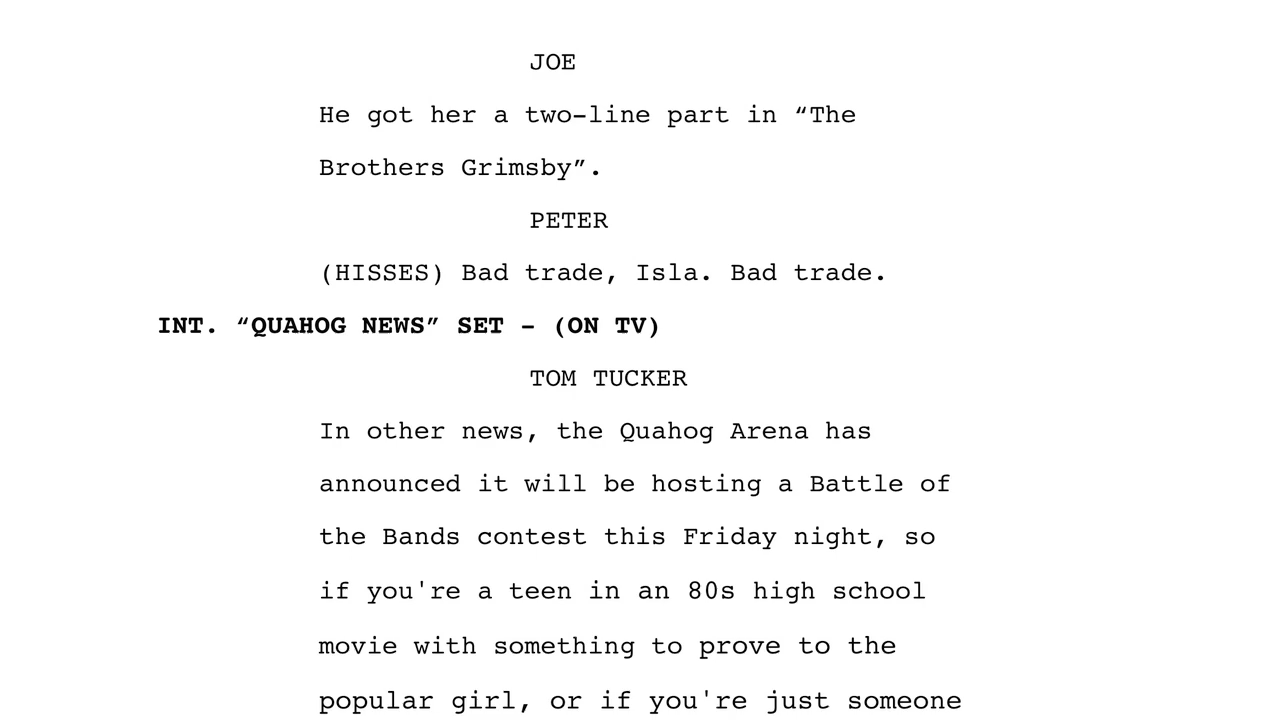 JOE
He got her a two-line part in “The
Brothers Grimsby”.
PETER
(HISSES) Bad trade, Isla. Bad trade.
INT. “QUAHOG NEWS” SET - (ON TV)
TOM TUCKER
In other news, the Quahog Arena has
announced it will be hosting a Battle of
the Bands contest this Friday night, so
if you're a teen in an 80s high school
movie with something to prove to the
popular girl, or if you're just someone